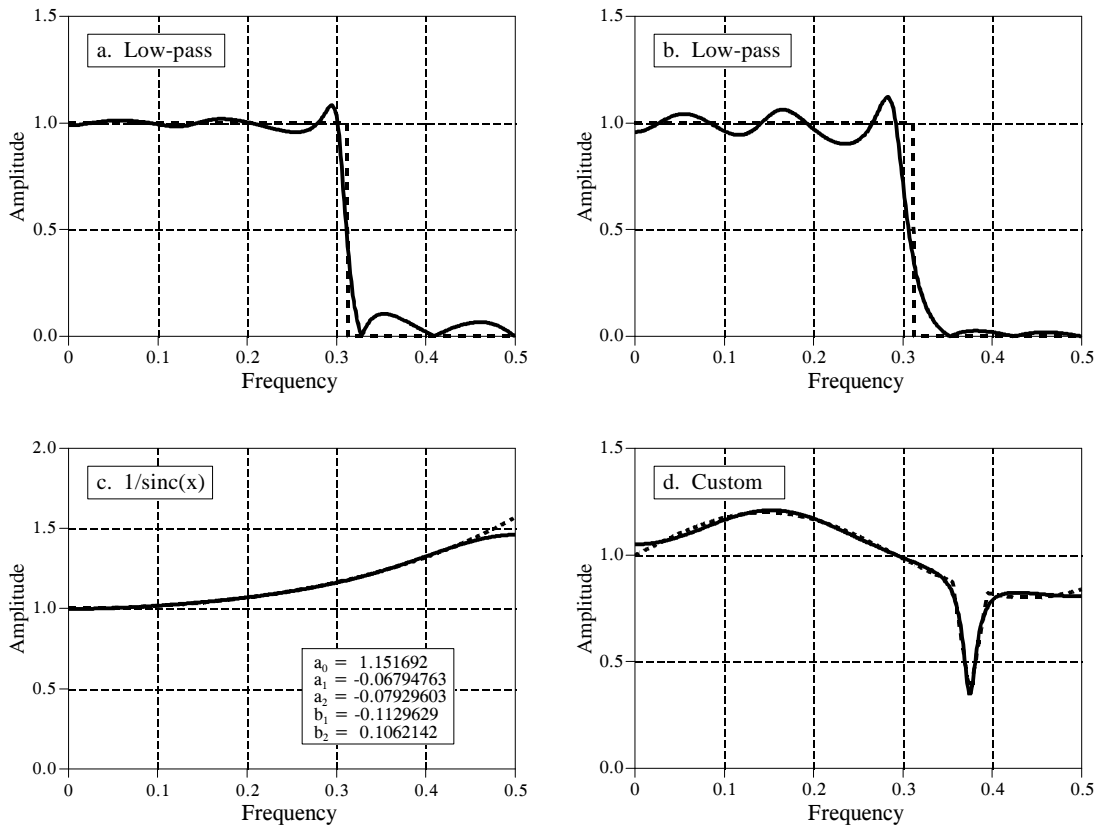 a. Low-pass
1.5
1.0
0.5
0.0
Amplitude
0 0.1 0.2 0.3 0.4 0.5
Frequency
b. Low-pass
1.5
1.0
0.5
0.0
Amplitude
0 0.1 0.2 0.3 0.4 0.5
Frequency
c. 1/sinc(x)
2.0
1.5
1.0
0.5
0.0
Amplitude
a0 = 1.151692
a1 = -0.06794763
a2 = -0.07929603
b1 = -0.1129629
b2 = 0.1062142
0 0.1 0.2 0.3 0.4 0.5
Frequency
d. Custom
1.5
1.0
0.5
0.0
Amplitude
0 0.1 0.2 0.3 0.4 0.5
Frequency